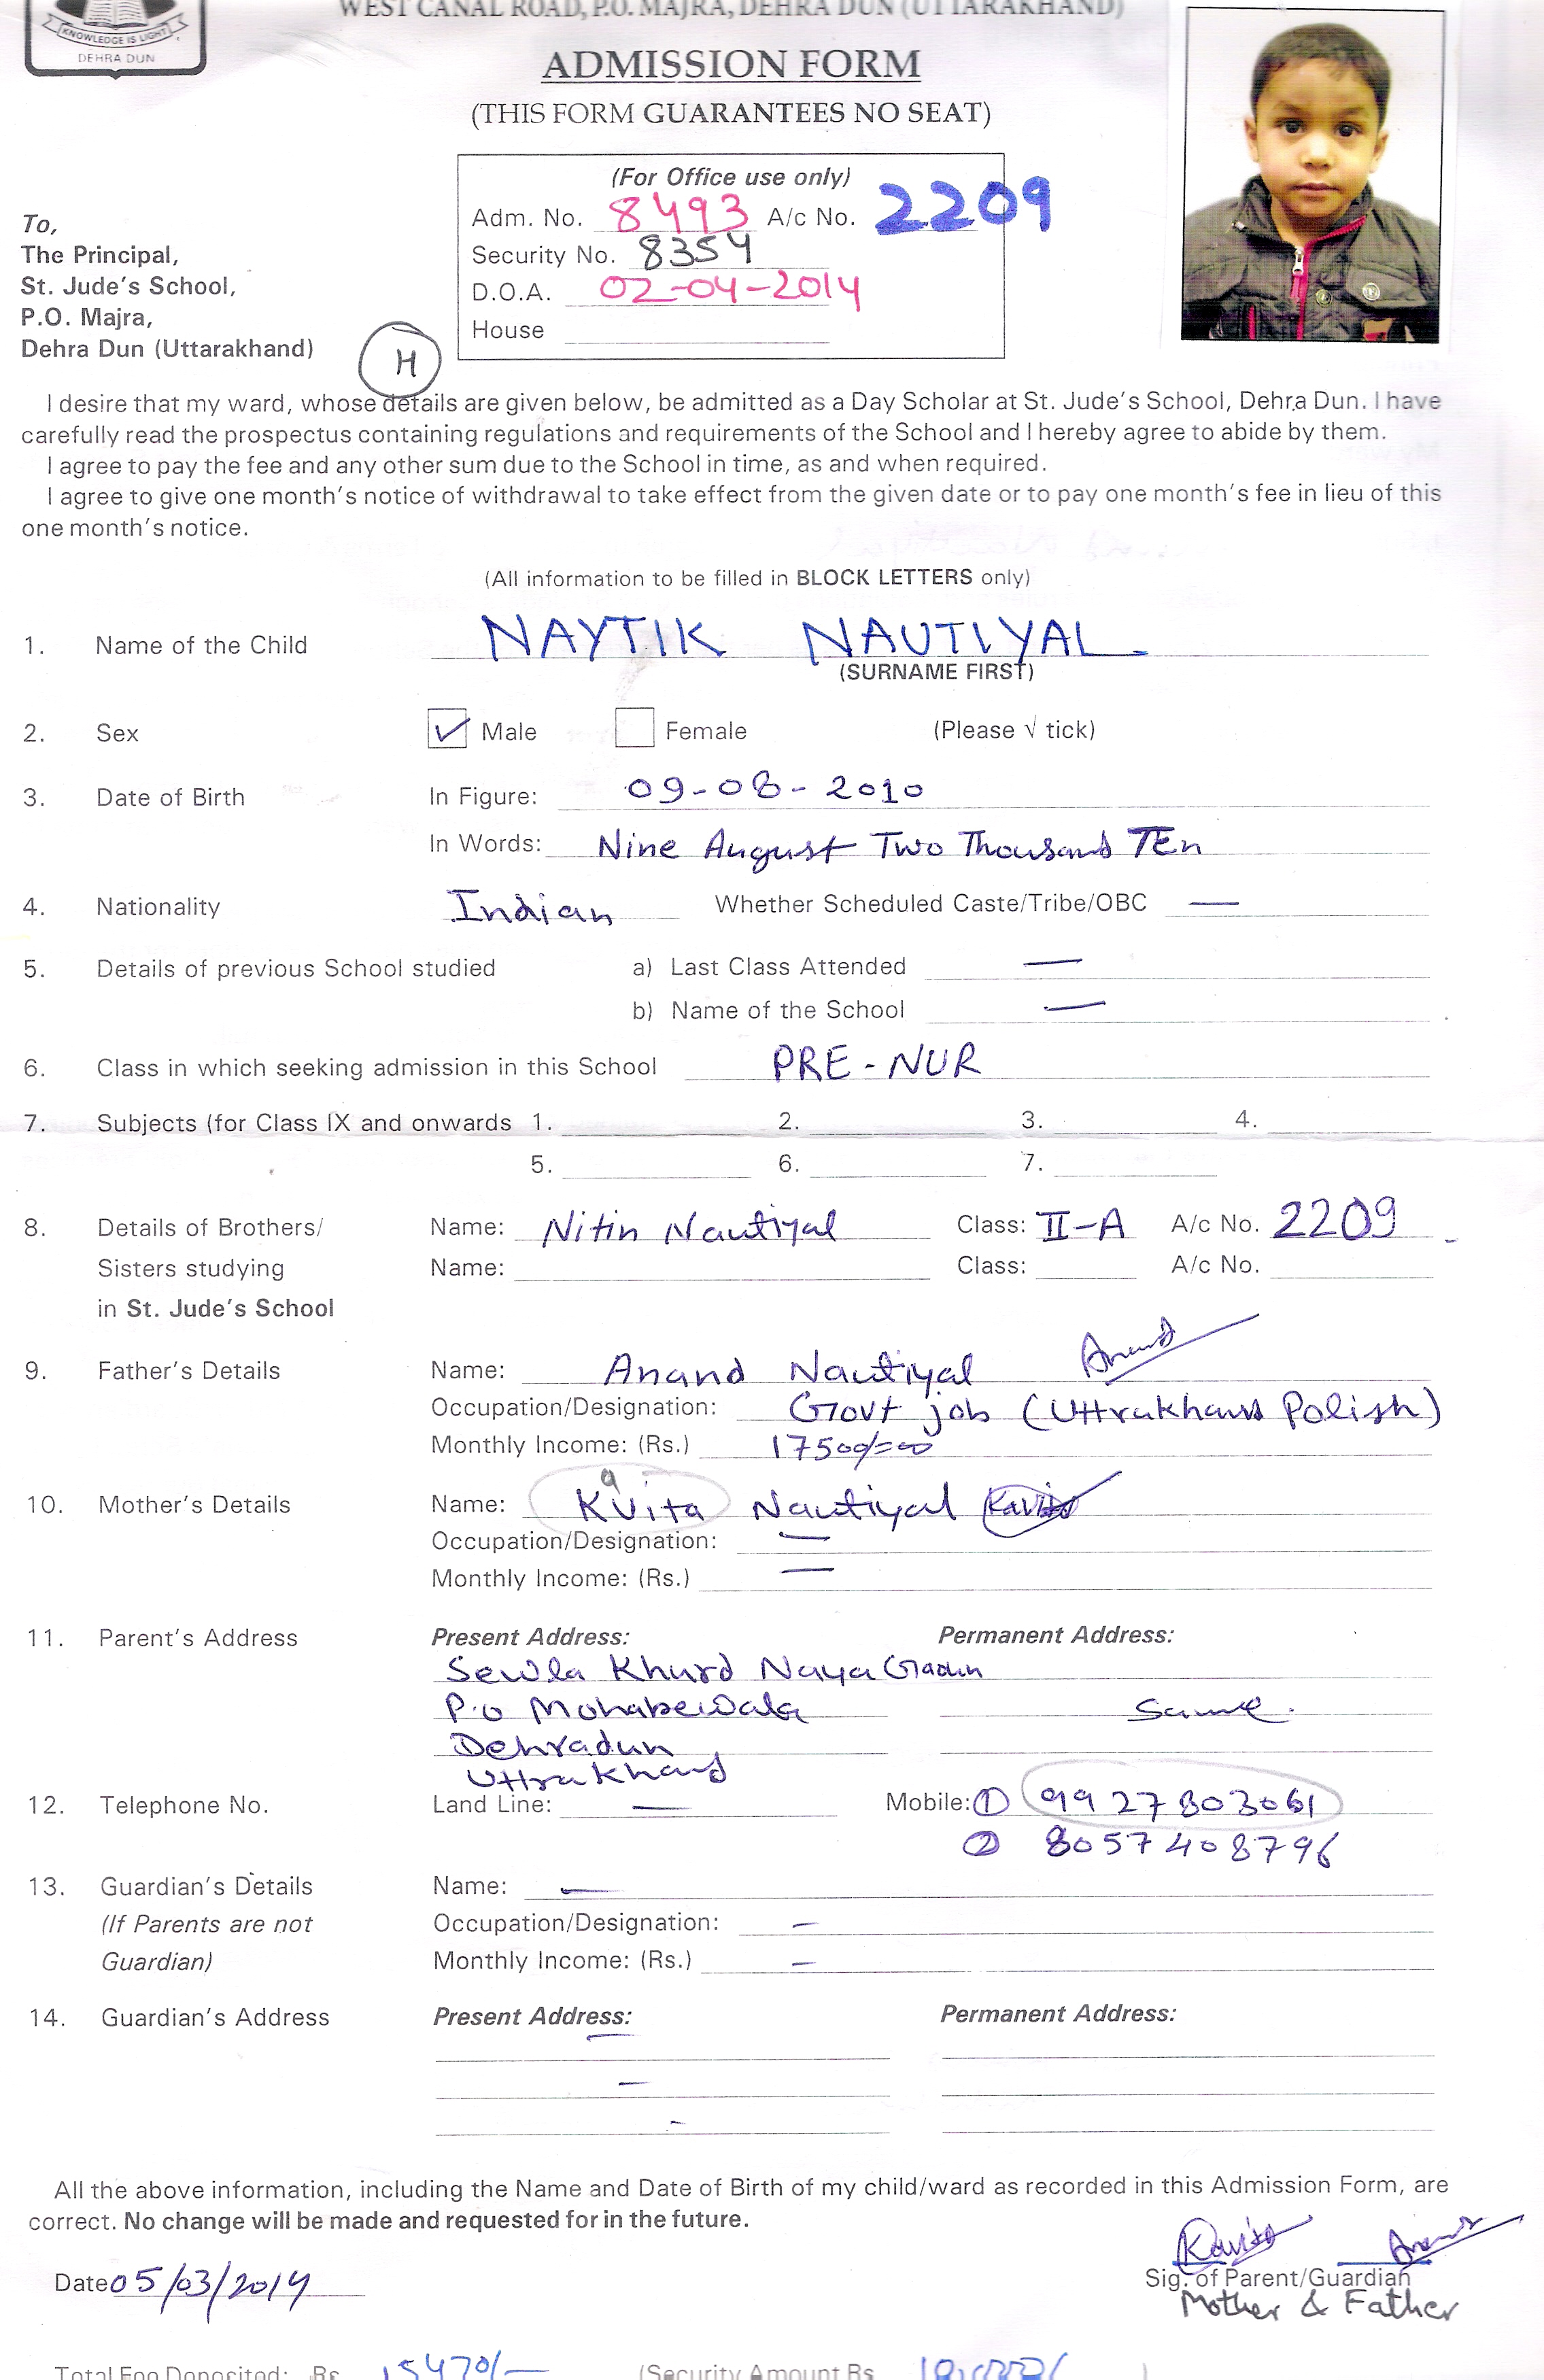 WEST CANAL ROAD, P.O. MAJRA, DEHRA DUN (UTTARAKHAND)
KNOWLEDGE IS LIGHT
DEHRA DUN
ADMISSION FORM
(THIS FORM GUARANTEES NO SEAT)
(For Office use only)
Adm. No. 8493 A/c No. 2209
Security No. 8354
D.O.A. 02-04-2014
House
To,
The Principal,
St. Jude's School,
P.O. Majra,
Dehra Dun (Uttarakhand)
H
I desire that my ward, whose details are given below, be admitted as a Day Scholar at St. Jude's School, Dehra Dun. I have
carefully read the prospectus containing regulations and requirements of the School and I hereby agree to abide by them.
I agree to pay the fee and any other sum due to the School in time, as and when required.
I agree to give one month's notice of withdrawal to take effect from the given date or to pay one month's fee in lieu of this
one month's notice.
(All information to be filled in BLOCK LETTERS only)
1. Name of the Child NAYTIK NAUTIYAL
(SURNAME FIRST)
2. Sex ✓ Male Female (Please √ tick)
3. Date of Birth In Figure: 09-08-2010
In Words: Nine August Two Thousand TEn
4. Nationality Indian Whether Scheduled Caste/Tribe/OBC —
5. Details of previous School studied a) Last Class Attended —
b) Name of the School —
6. Class in which seeking admission in this School PRE-NUR
7. Subjects (for Class IX and onwards 1. 2. 3. 4.
5. 6. 7.
8. Details of Brothers/ Name: Nitin Nautiyal Class: II-A A/c No. 2209
Sisters studying Name: Class: A/c No.
in St. Jude's School
9. Father's Details Name: Anand Nautiyal Anand
Occupation/Designation: Govt job (Uttrakhand Polish)
Monthly Income: (Rs.) 17500/=00
10. Mother's Details Name: Kavita Nautiyal Kavita
Occupation/Designation: —
Monthly Income: (Rs.) —
11. Parent's Address Present Address: Permanent Address:
Sewla Khurd Naya Gaon
P.o Mohabewala Same.
Dehradun
Uttrakhand
12. Telephone No. Land Line: — Mobile: ① 9927803061
② 8057408796
13. Guardian's Details Name: —
(If Parents are not Occupation/Designation: —
Guardian) Monthly Income: (Rs.) —
14. Guardian's Address Present Address: Permanent Address:
—
—
-
All the above information, including the Name and Date of Birth of my child/ward as recorded in this Admission Form, are
correct. No change will be made and requested for in the future.
Kavita Anand
Date 05/03/2014 Sig. of Parent/Guardian
Mother & Father
Total Fee Deposited: Rs. 15470/- (Security Amount Rs. )